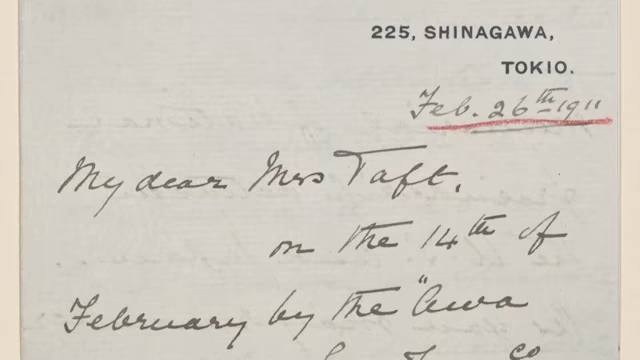 225, SHINAGAWA,
TOKIO.
Feb. 26th 1911
My dear Mrs Taft,
on the 14th of
February by the "Awa